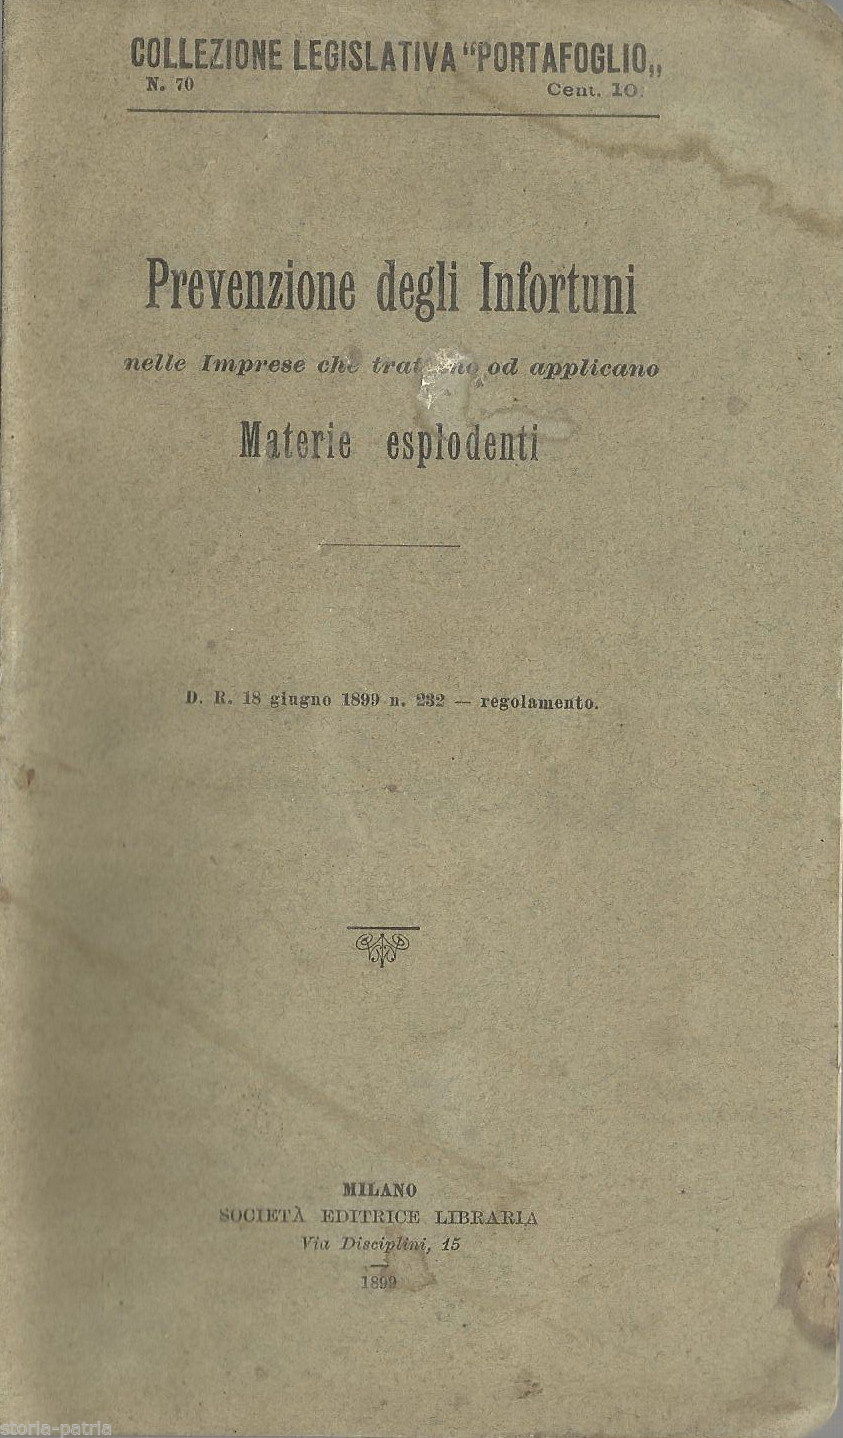 COLLEZIONE LEGISLATIVA "PORTAFOGLIO„
N. 70 Cent. 10.
Prevenzione degli Infortuni
nelle Imprese che od applicano
Materie esplodenti
D. R. 18 giugno 1899 n. 232 — regolamento.
MILANO
SOCIETÀ EDITRICE LIBRARIA
Via Disciplini, 15
1899
storia-patria